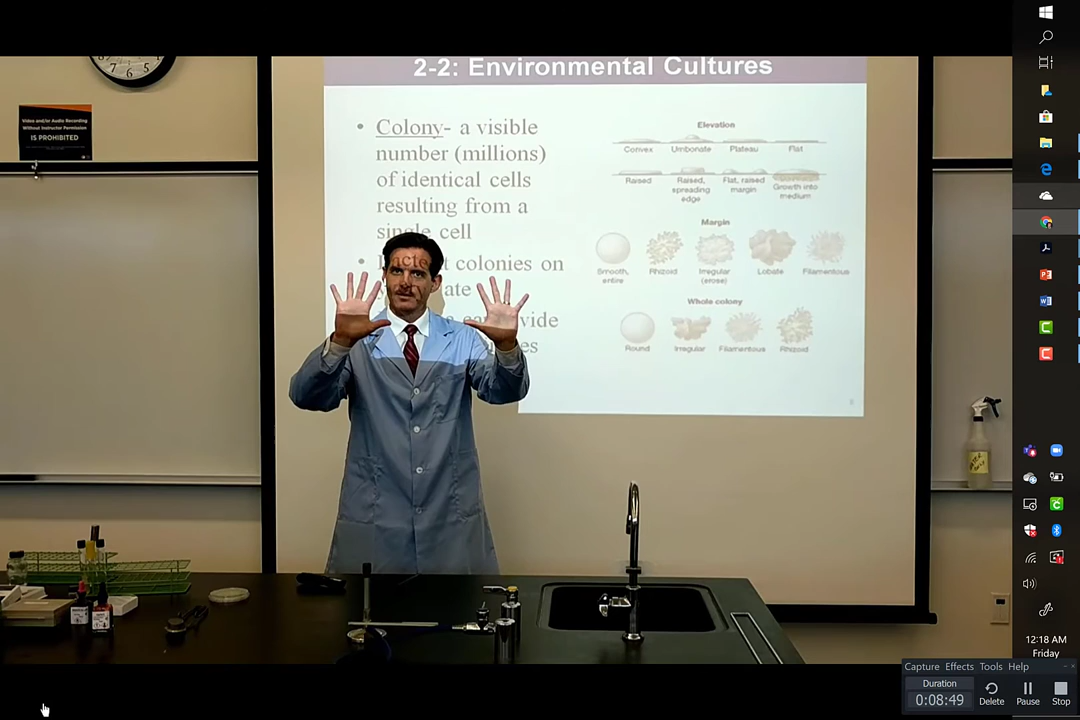 2-2: Environmental Cultures
Video and/or Audio Recording
Without Instructor Permission
IS PROHIBITED
• Colony- a visible
number (millions)
of identical cells
resulting from a
single cell
colonies on
Elevation
Convex Umbonate Plateau Flat
Raised Raised, spreading edge Flat, raised margin Growth into medium
Margin
Smooth, entire Rhizoid Irregular (erose) Lobate Filamentous
Whole colony
Round Irregular Filamentous Rhizoid
12:18 AM
Friday
Capture Effects Tools Help
Duration
0:08:49
Delete Pause Stop